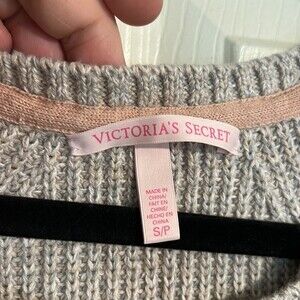 VICTORIA'S SECRET
MADE IN
CHINA/
FAIT EN
CHINE/
HECHO EN
CHINA
S/P